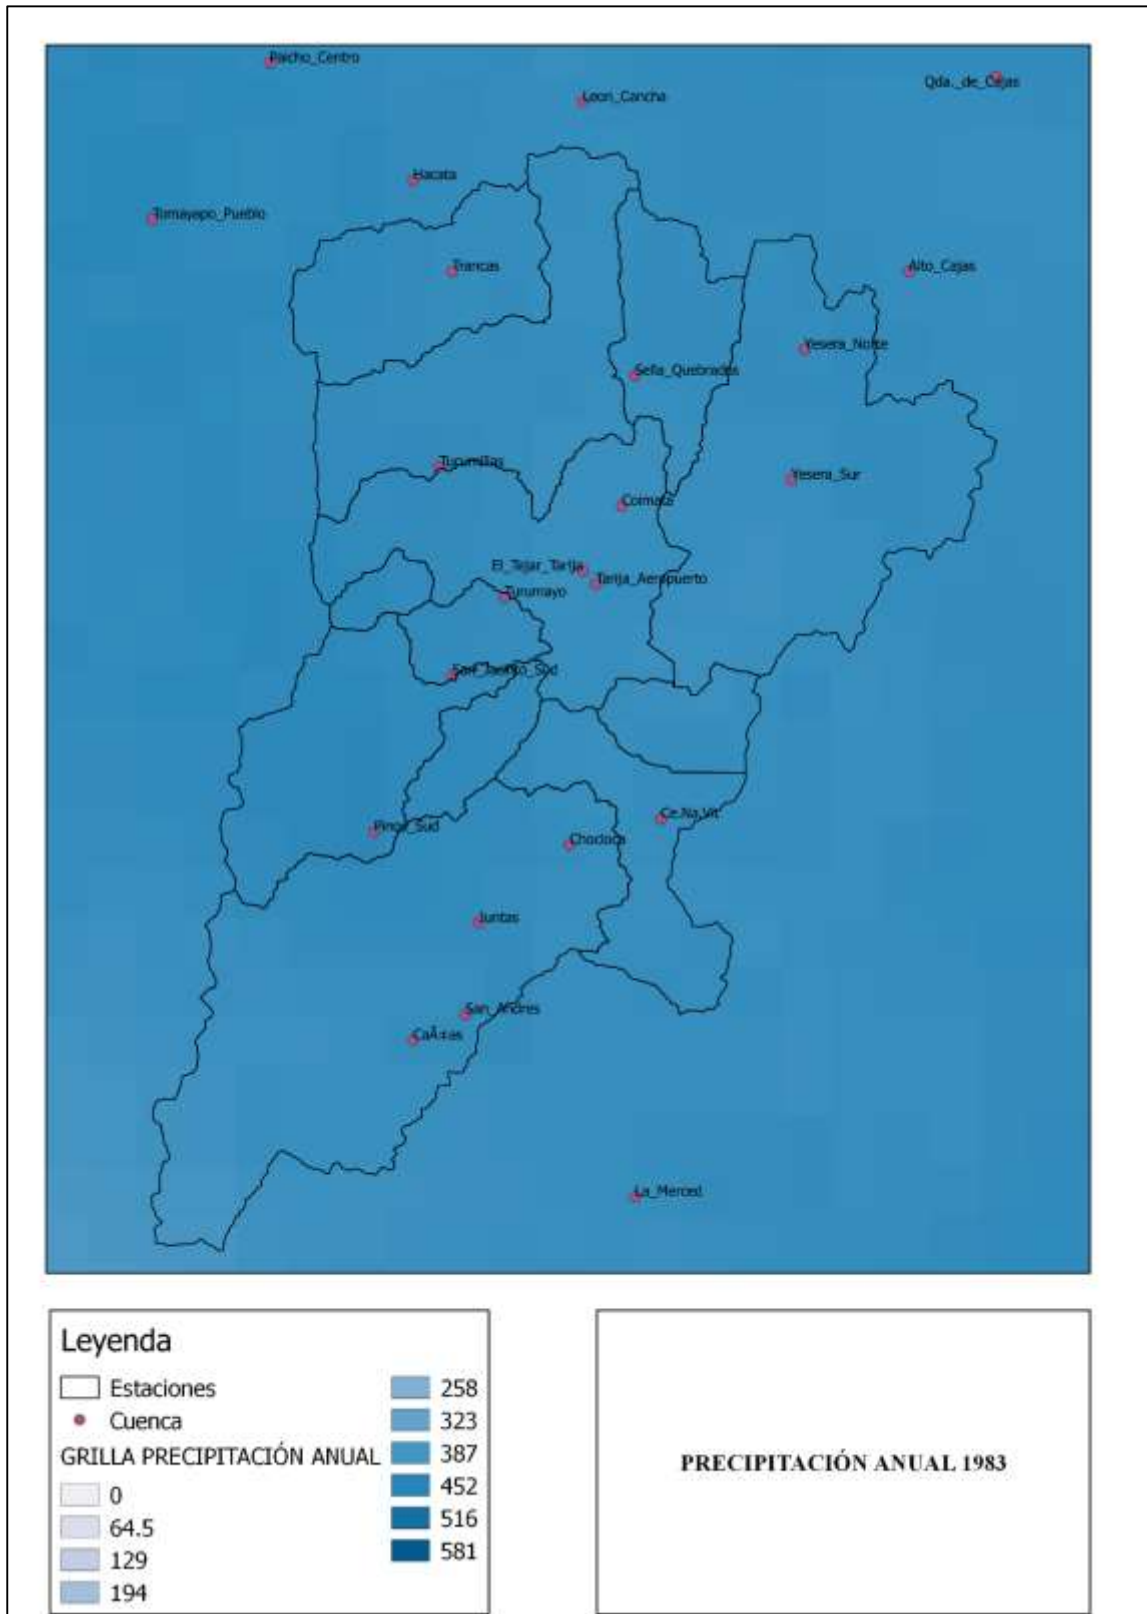 Paicho_Centro
Qda._de_Cajas
Leon_Cancha
Hacata
Tomayapo_Pueblo
Trancas
Alto_Cajas
Yesera_Norte
Sella_Quebradas
Tucumillas
Yesera_Sur
Coimata
El_Tejar_Tarija
Tarija_Aeropuerto
Turumayo
San_Jacinto_Sud
Ce.Na.Vit.
Pinos_Sud
Chocloca
Juntas
San_Andres
CaÃ±as
La_Merced
Leyenda
Estaciones
Cuenca
GRILLA PRECIPITACIÓN ANUAL
0
64.5
129
194
258
323
387
452
516
581
PRECIPITACIÓN ANUAL 1983